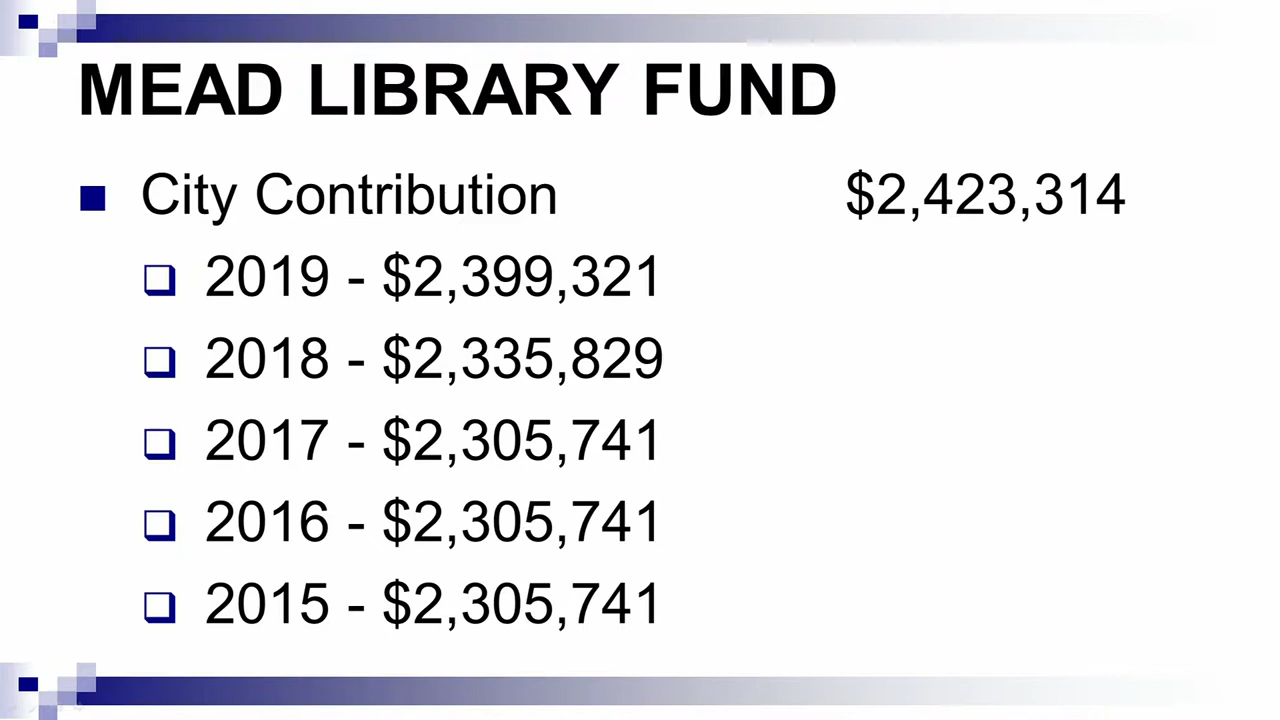 MEAD LIBRARY FUND
City Contribution $2,423,314
2019 - $2,399,321
2018 - $2,335,829
2017 - $2,305,741
2016 - $2,305,741
2015 - $2,305,741